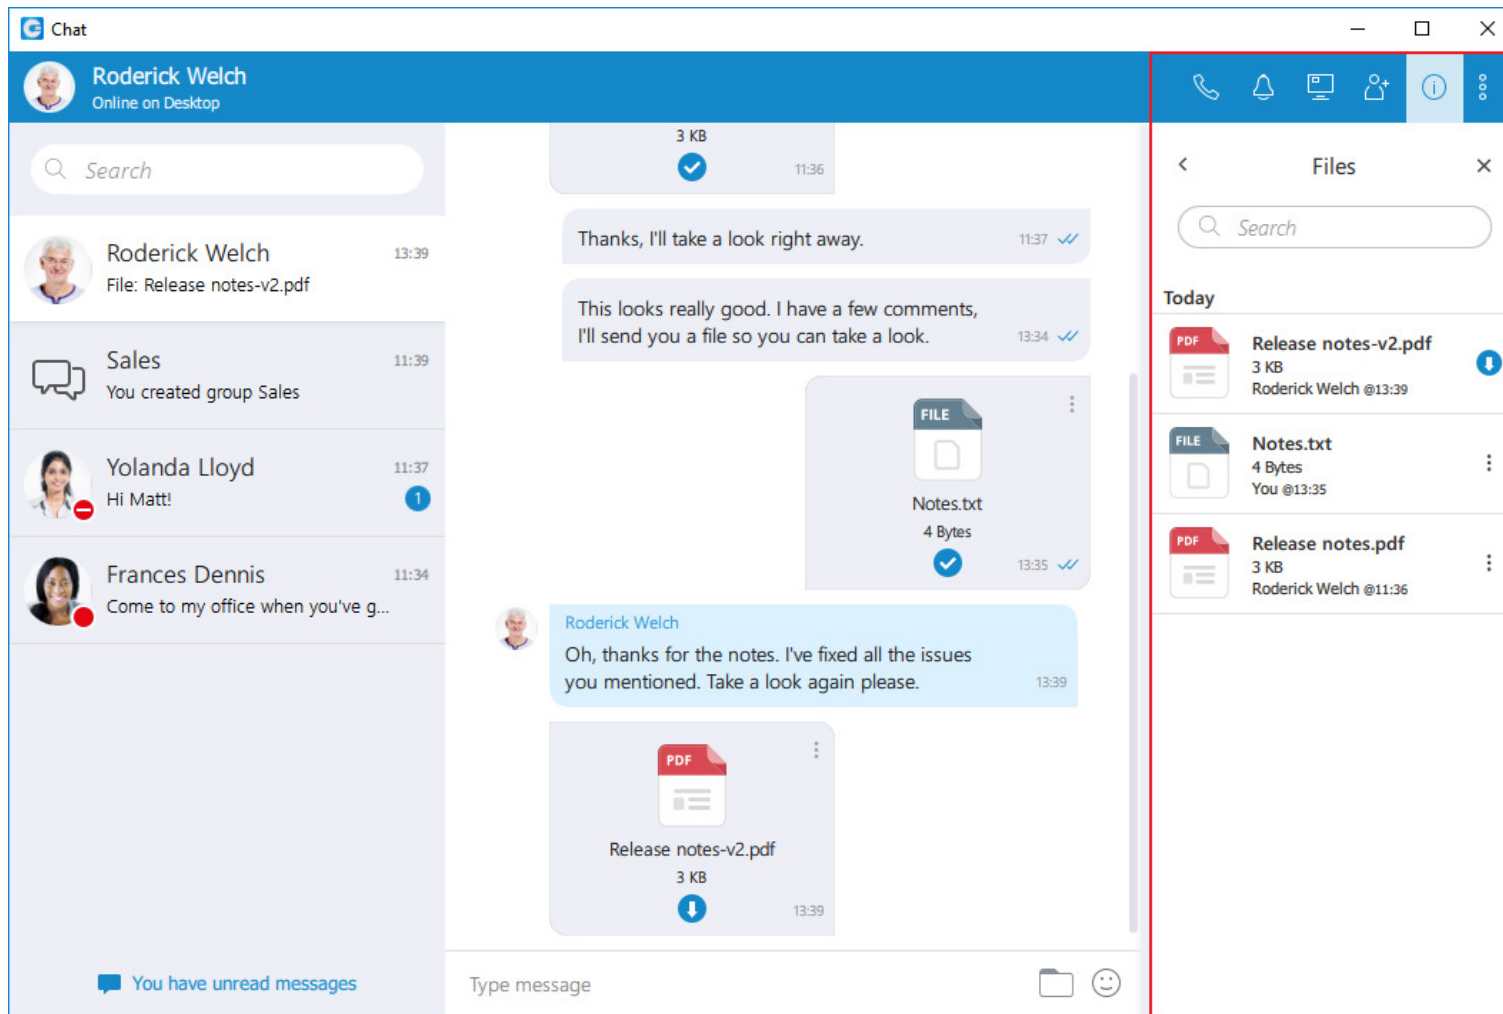 Chat
Roderick Welch
Online on Desktop
Search
Roderick Welch
13:39
File: Release notes-v2.pdf
Sales
11:39
You created group Sales
Yolanda Lloyd
11:37
Hi Matt!
1
Frances Dennis
11:34
Come to my office when you've g...
You have unread messages
3 KB
11:36
Thanks, I'll take a look right away.
11:37
This looks really good. I have a few comments,
I'll send you a file so you can take a look.
13:34
FILE
Notes.txt
4 Bytes
13:35
Roderick Welch
Oh, thanks for the notes. I've fixed all the issues
you mentioned. Take a look again please.
13:39
PDF
Release notes-v2.pdf
3 KB
13:39
Type message
Files
Search
Today
PDF
Release notes-v2.pdf
3 KB
Roderick Welch @13:39
FILE
Notes.txt
4 Bytes
You @13:35
PDF
Release notes.pdf
3 KB
Roderick Welch @11:36